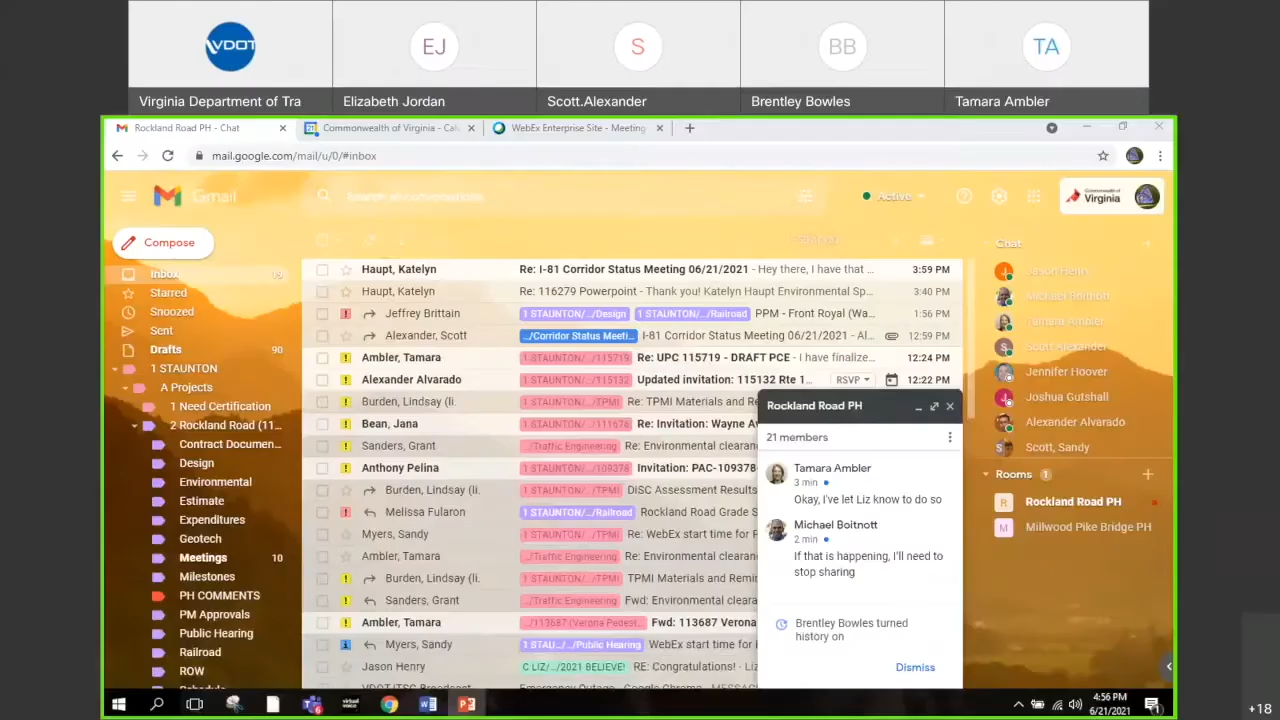 VDOT
EJ
S
BB
TA
Virginia Department of Tra
Elizabeth Jordan
Scott.Alexander
Brentley Bowles
Tamara Ambler
Rockland Road PH - Chat
Commonwealth of Virginia - Cal
WebEx Enterprise Site - Meeting
mail.google.com/mail/u/0/#inbox
Gmail
Active
Commonwealth of
Virginia
Compose
Inbox 19
Starred
Snoozed
Sent
Drafts 90
1 STAUNTON
A Projects
1 Need Certification
2 Rockland Road (11...
Contract Documen...
Design
Environmental
Estimate
Expenditures
Geotech
Meetings 10
Milestones
PH COMMENTS
PM Approvals
Public Hearing
Railroad
ROW
Haupt, Katelyn Re: I-81 Corridor Status Meeting 06/21/2021 - Hey there, I have that ... 3:59 PM
Haupt, Katelyn Re: 116279 Powerpoint - Thank you! Katelyn Haupt Environmental Sp... 3:40 PM
Jeffrey Brittain 1 STAUNTON/.../Design 1 STAUNTON/.../Railroad PPM - Front Royal (Wa... 1:56 PM
Alexander, Scott .../Corridor Status Meeti... I-81 Corridor Status Meeting 06/21/2021 - Al... 12:59 PM
Ambler, Tamara 1 STAUNTON/.../115719 Re: UPC 115719 - DRAFT PCE - I have finalize... 12:24 PM
Alexander Alvarado 1 STAUNTON/.../115132 Updated invitation: 115132 Rte 1... RSVP 12:22 PM
Burden, Lindsay (li. 1 STAUNTON/.../TPMI Re: TPMI Materials and Re
Bean, Jana 1 STAUNTON/.../111676 Re: Invitation: Wayne Av
Sanders, Grant .../Traffic Engineering Re: Environmental cleara
Anthony Pelina 1 STAUNTON/.../109378 Invitation: PAC-109378-
Burden, Lindsay (li. 1 STAUNTON/.../TPMI DiSC Assessment Results
Melissa Fularon 1 STAUNTON/.../Railroad Rockland Road Grade S
Myers, Sandy 1 STAUNTON/.../TPMI Re: WebEx start time for
Ambler, Tamara .../Traffic Engineering Re: Environmental clearan
Burden, Lindsay (li. 1 STAUNTON/.../TPMI TPMI Materials and Remi
Sanders, Grant .../Traffic Engineering Fwd: Environmental cleara
Ambler, Tamara .../113687 (Verona Pedest... Fwd: 113687 Verona
Myers, Sandy 1 STAU.../.../Public Hearing WebEx start time for
Jason Henry C LIZ/.../2021 BELIEVE! RE: Congratulations! - Liz
Rockland Road PH
21 members
Tamara Ambler
3 min
Okay, I've let Liz know to do so
Michael Boitnott
2 min
If that is happening, I'll need to
stop sharing
Brentley Bowles turned
history on
Dismiss
Chat
Jason Henry
Michael Boitnott
Tamara Ambler
Scott Alexander
Jennifer Hoover
Joshua Gutshall
Alexander Alvarado
Scott, Sandy
Rooms 1
R Rockland Road PH
M Millwood Pike Bridge PH
4:56 PM
6/21/2021
+18